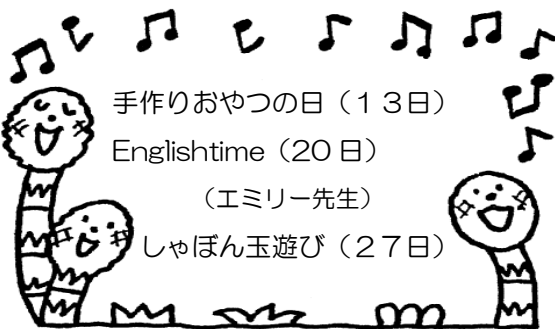 手作りおやつの日（１３日）
Englishtime（20 日）
（エミリー先生）
しゃぼん玉遊び（２７日）